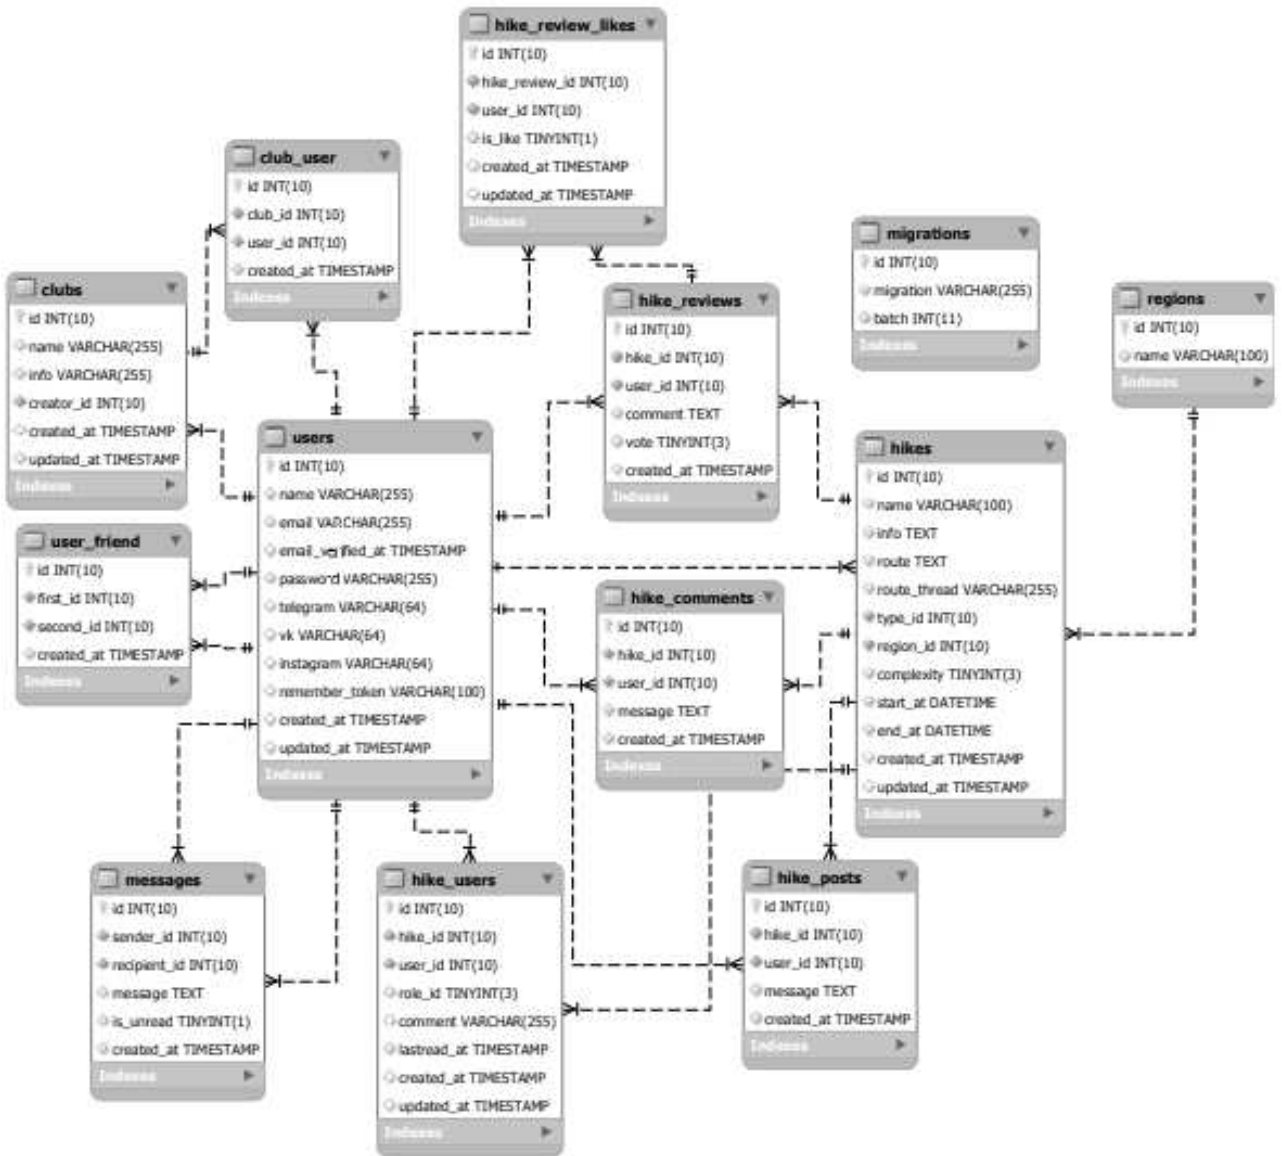 hike_review_likes
id INT(10)
hike_review_id INT(10)
user_id INT(10)
is_like TINYINT(1)
created_at TIMESTAMP
updated_at TIMESTAMP
Indexes
club_user
id INT(10)
club_id INT(10)
user_id INT(10)
created_at TIMESTAMP
Indexes
migrations
id INT(10)
migration VARCHAR(255)
batch INT(11)
Indexes
clubs
id INT(10)
name VARCHAR(255)
info VARCHAR(255)
creator_id INT(10)
created_at TIMESTAMP
updated_at TIMESTAMP
Indexes
hike_reviews
id INT(10)
hike_id INT(10)
user_id INT(10)
comment TEXT
vote TINYINT(3)
created_at TIMESTAMP
Indexes
regions
id INT(10)
name VARCHAR(100)
Indexes
users
id INT(10)
name VARCHAR(255)
email VARCHAR(255)
email_verified_at TIMESTAMP
password VARCHAR(255)
telegram VARCHAR(64)
vk VARCHAR(64)
instagram VARCHAR(64)
remember_token VARCHAR(100)
created_at TIMESTAMP
updated_at TIMESTAMP
Indexes
hikes
id INT(10)
name VARCHAR(100)
info TEXT
route TEXT
route_thread VARCHAR(255)
type_id INT(10)
region_id INT(10)
complexity TINYINT(3)
start_at DATETIME
end_at DATETIME
created_at TIMESTAMP
updated_at TIMESTAMP
Indexes
user_friend
id INT(10)
first_id INT(10)
second_id INT(10)
created_at TIMESTAMP
Indexes
hike_comments
id INT(10)
hike_id INT(10)
user_id INT(10)
message TEXT
created_at TIMESTAMP
Indexes
messages
id INT(10)
sender_id INT(10)
recipient_id INT(10)
message TEXT
is_unread TINYINT(1)
created_at TIMESTAMP
Indexes
hike_users
id INT(10)
hike_id INT(10)
user_id INT(10)
role_id TINYINT(3)
comment VARCHAR(255)
lastread_at TIMESTAMP
created_at TIMESTAMP
updated_at TIMESTAMP
Indexes
hike_posts
id INT(10)
hike_id INT(10)
user_id INT(10)
message TEXT
created_at TIMESTAMP
Indexes